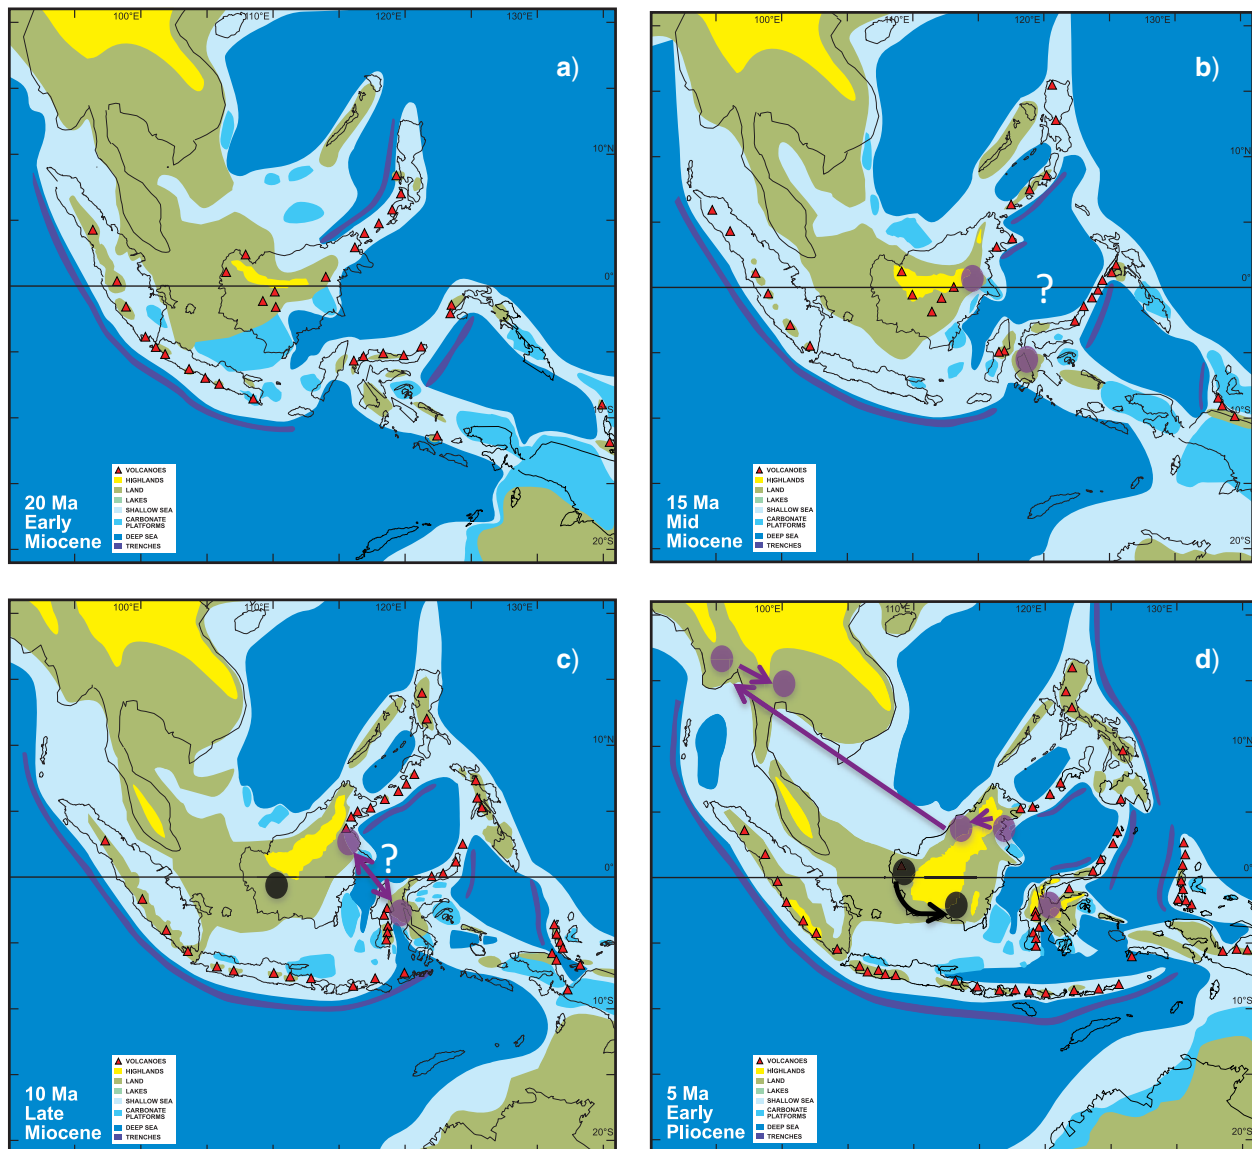 100°E 110°E 120°E 130°E
a)
10°N
0°
10°S
20°S
20 Ma
Early
Miocene
VOLCANOES
HIGHLANDS
LAND
LAKES
SHALLOW SEA
CARBONATE
PLATFORMS
DEEP SEA
TRENCHES
100°E 110°E 120°E 130°E
b)
10°N
0°
?
10°S
20°S
15 Ma
Mid
Miocene
VOLCANOES
HIGHLANDS
LAND
LAKES
SHALLOW SEA
CARBONATE
PLATFORMS
DEEP SEA
TRENCHES
100°E 110°E 120°E 130°E
c)
10°N
?
0°
10°S
20°S
10 Ma
Late
Miocene
VOLCANOES
HIGHLANDS
LAND
LAKES
SHALLOW SEA
CARBONATE
PLATFORMS
DEEP SEA
TRENCHES
100°E 110°E 120°E 130°E
d)
10°N
0°
10°S
20°S
5 Ma
Early
Pliocene
VOLCANOES
HIGHLANDS
LAND
LAKES
SHALLOW SEA
CARBONATE
PLATFORMS
DEEP SEA
TRENCHES